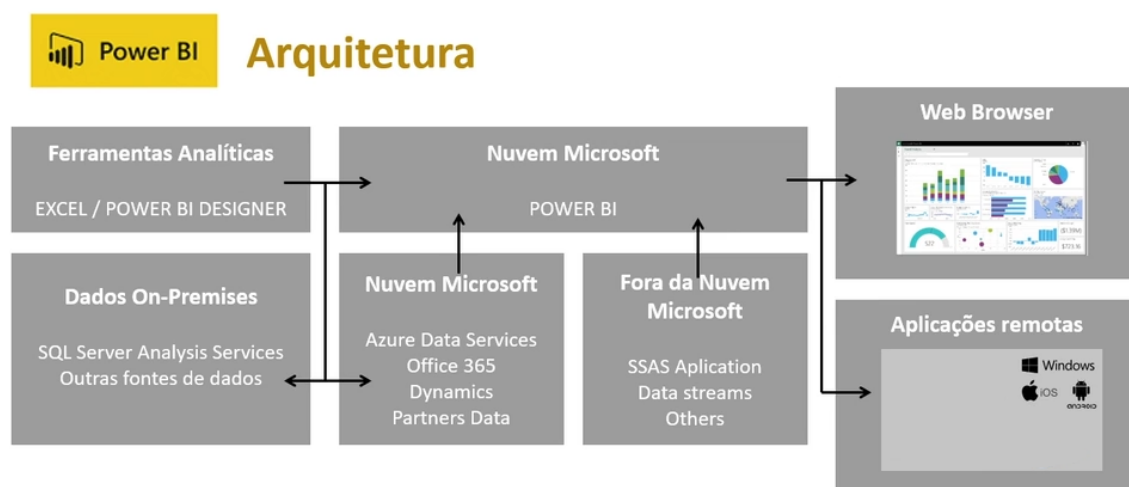 Power BI
Arquitetura
Ferramentas Analíticas
EXCEL / POWER BI DESIGNER
Nuvem Microsoft
POWER BI
Web Browser
Dados On-Premises
SQL Server Analysis Services
Outras fontes de dados
Nuvem Microsoft
Azure Data Services
Office 365
Dynamics
Partners Data
Fora da Nuvem
Microsoft
SSAS Aplication
Data streams
Others
Aplicações remotas
Windows
iOS
ANDROID